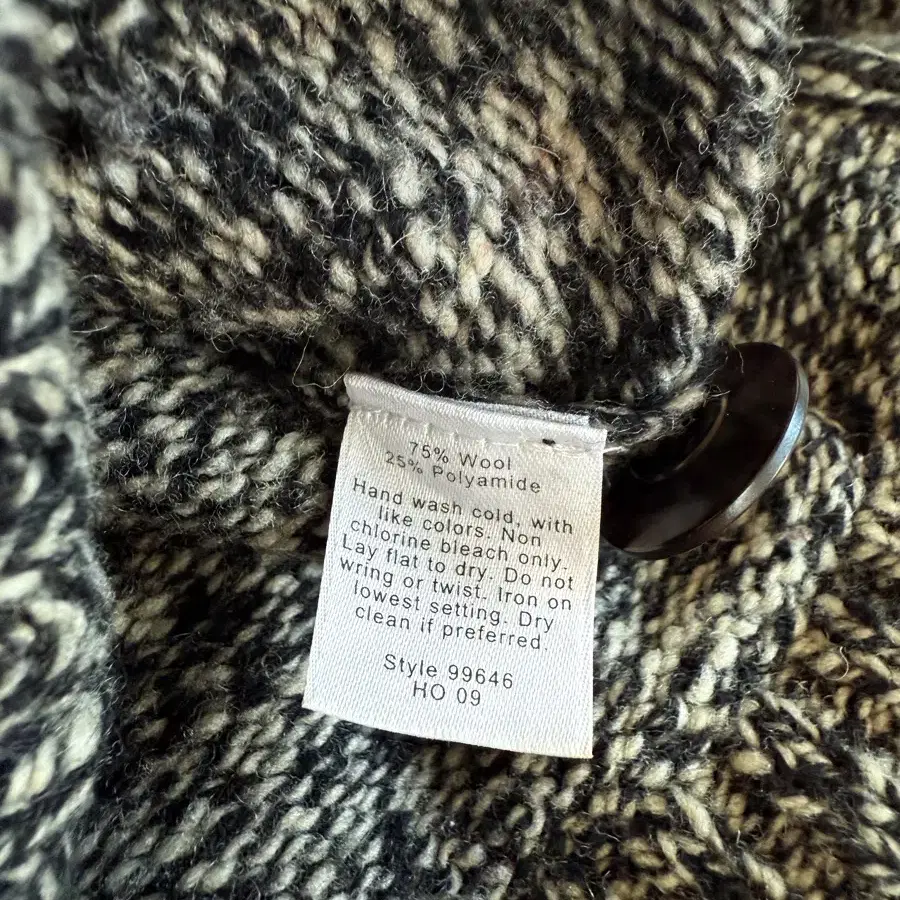 75% Wool
25% Polyamide
Hand wash cold, with
like colors. Non
chlorine bleach only.
Lay flat to dry. Do not
wring or twist. Iron on
lowest setting. Dry
clean if preferred.
Style 99646
HO 09